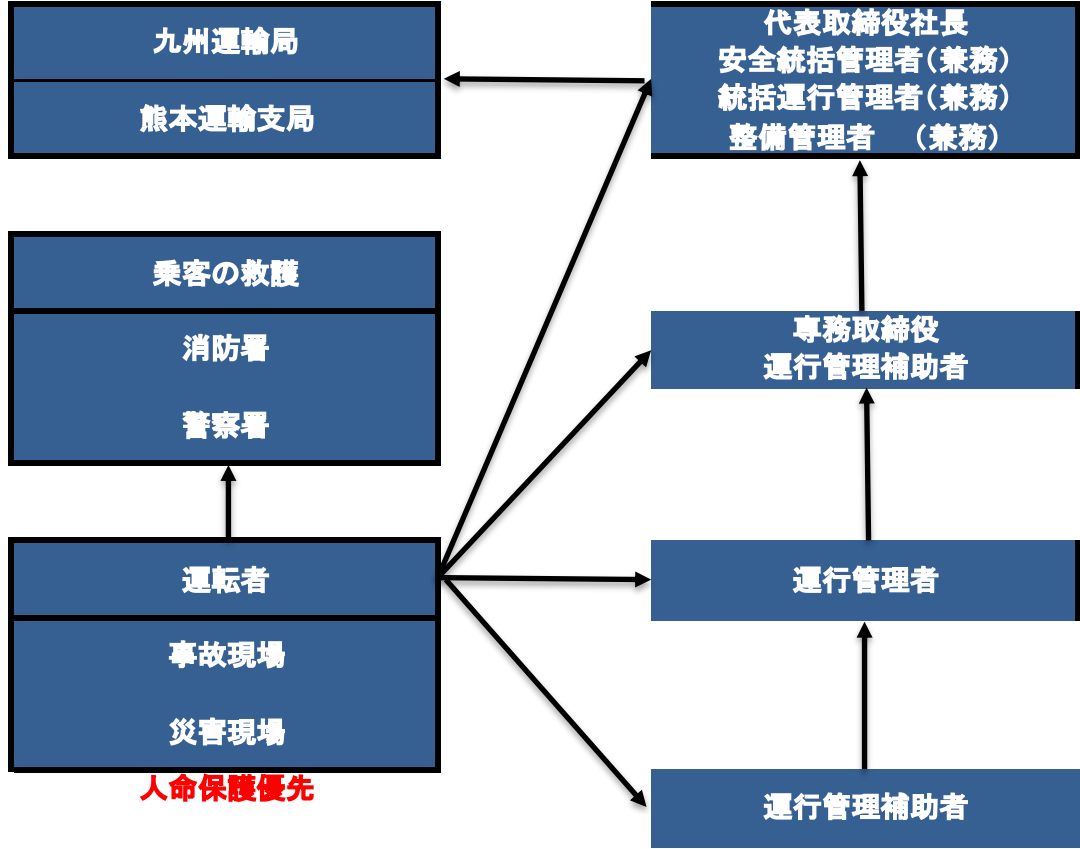 九州運輸局
熊本運輸支局
代表取締役社長
安全統括管理者(兼務)
統括運行管理者(兼務)
整備管理者　(兼務)
乗客の救護
消防署
警察署
専務取締役
運行管理補助者
運転者
事故現場
災害現場
人命保護優先
運行管理者
運行管理補助者